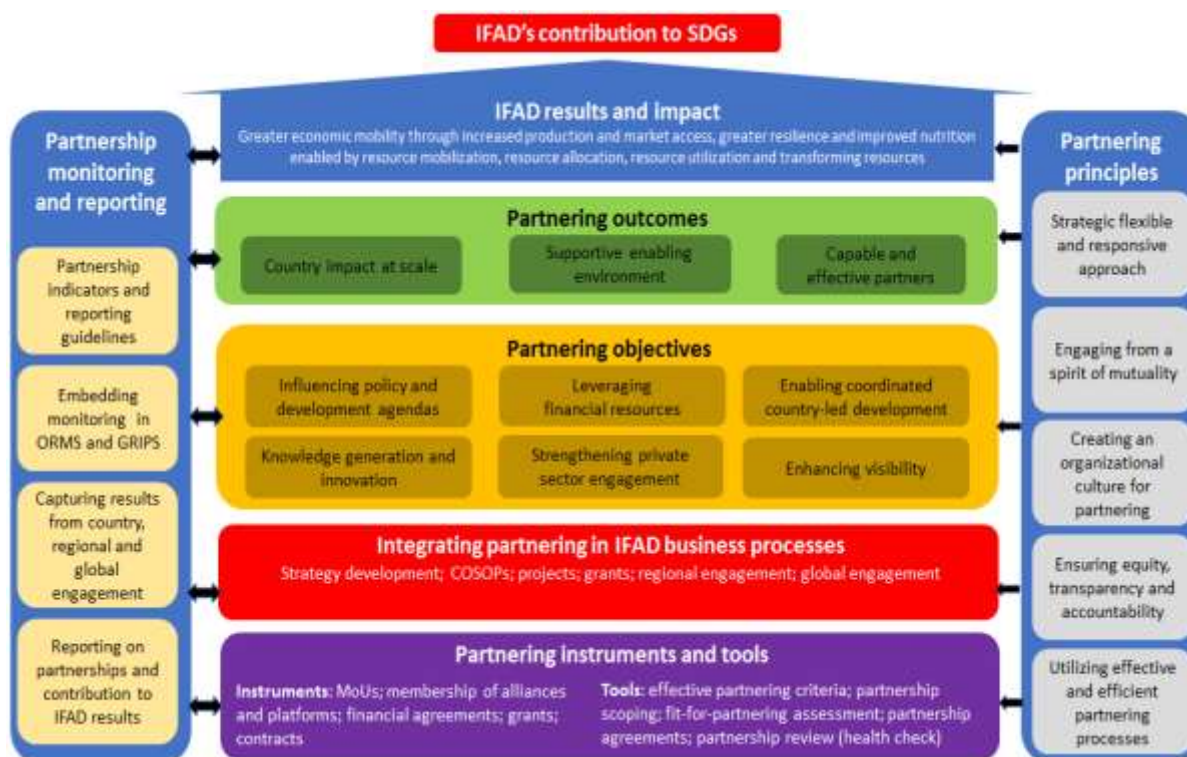 IFAD's contribution to SDGs
Partnership
monitoring
and reporting
Partnership
indicators and
reporting
guidelines
Embedding
monitoring in
ORMS and GRIPS
Capturing results
from country,
regional and
global
engagement
Reporting on
partnerships and
contribution to
IFAD results
IFAD results and impact
Greater economic mobility through increased production and market access, greater resilience and improved nutrition
enabled by resource mobilization, resource allocation, resource utilization and transforming resources
Partnering outcomes
Country impact at scale
Supportive enabling
environment
Capable and
effective partners
Partnering objectives
Influencing policy and
development agendas
Leveraging
financial resources
Enabling coordinated
country-led development
Knowledge generation and
innovation
Strengthening private
sector engagement
Enhancing visibility
Integrating partnering in IFAD business processes
Strategy development; COSOPs; projects; grants; regional engagement; global engagement
Partnering instruments and tools
Instruments: MoUs; membership of alliances
and platforms; financial agreements; grants;
contracts
Tools: effective partnering criteria; partnership
scoping; fit-for-partnering assessment; partnership
agreements; partnership review (health check)
Partnering
principles
Strategic flexible
and responsive
approach
Engaging from a
spirit of mutuality
Creating an
organizational
culture for
partnering
Ensuring equity,
transparency and
accountability
Utilizing effective
and efficient
partnering
processes